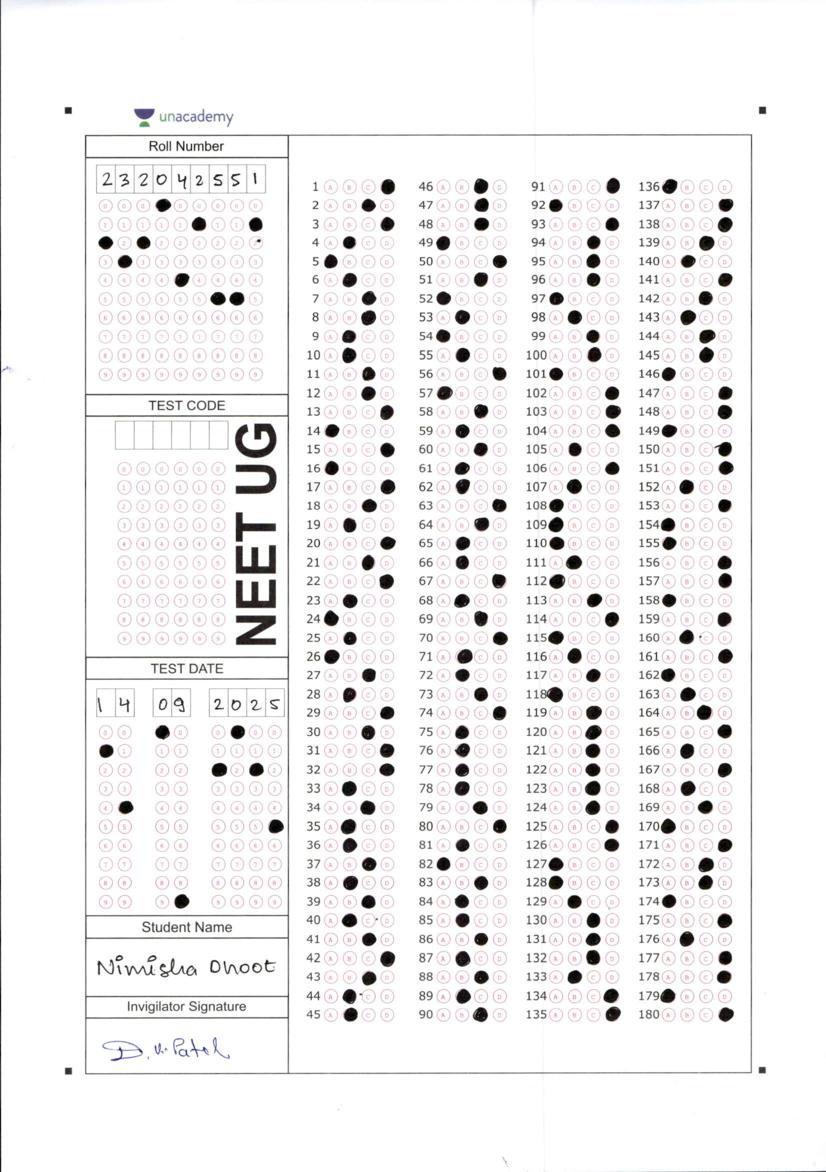 unacademy
Roll Number
2 3 2 0 4 2 5 5 1
TEST CODE
NEET UG
TEST DATE
1 4 0 9 2 0 2 5
Student Name
Nimisha Dhoot
Invigilator Signature
D. V. Patel
1 46 91 136
2 47 92 137
3 48 93 138
4 49 94 139
5 50 95 140
6 51 96 141
7 52 97 142
8 53 98 143
9 54 99 144
10 55 100 145
11 56 101 146
12 57 102 147
13 58 103 148
14 59 104 149
15 60 105 150
16 61 106 151
17 62 107 152
18 63 108 153
19 64 109 154
20 65 110 155
21 66 111 156
22 67 112 157
23 68 113 158
24 69 114 159
25 70 115 160
26 71 116 161
27 72 117 162
28 73 118 163
29 74 119 164
30 75 120 165
31 76 121 166
32 77 122 167
33 78 123 168
34 79 124 169
35 80 125 170
36 81 126 171
37 82 127 172
38 83 128 173
39 84 129 174
40 85 130 175
41 86 131 176
42 87 132 177
43 88 133 178
44 89 134 179
45 90 135 180